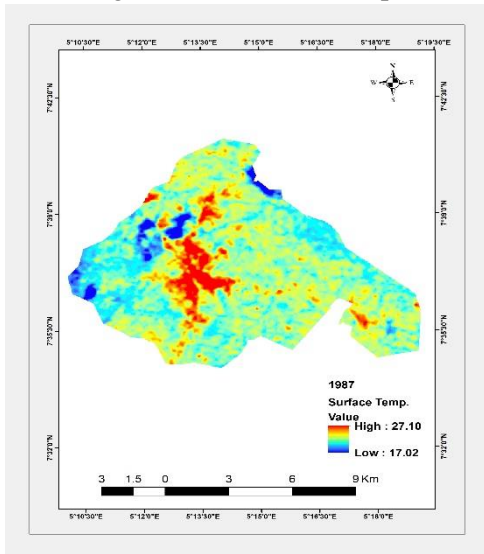 5°10'30"E 5°12'0"E 5°13'30"E 5°15'0"E 5°16'30"E 5°18'0"E 5°19'30"E
N
W E
S
7°42'30"N 7°42'30"N
7°39'0"N 7°39'0"N
7°35'30"N 7°35'30"N
1987
Surface Temp.
Value
High : 27.10
Low : 17.02
7°32'0"N 7°32'0"N
3 1.5 0 3 6 9 Km
5°10'30"E 5°12'0"E 5°13'30"E 5°15'0"E 5°16'30"E 5°18'0"E